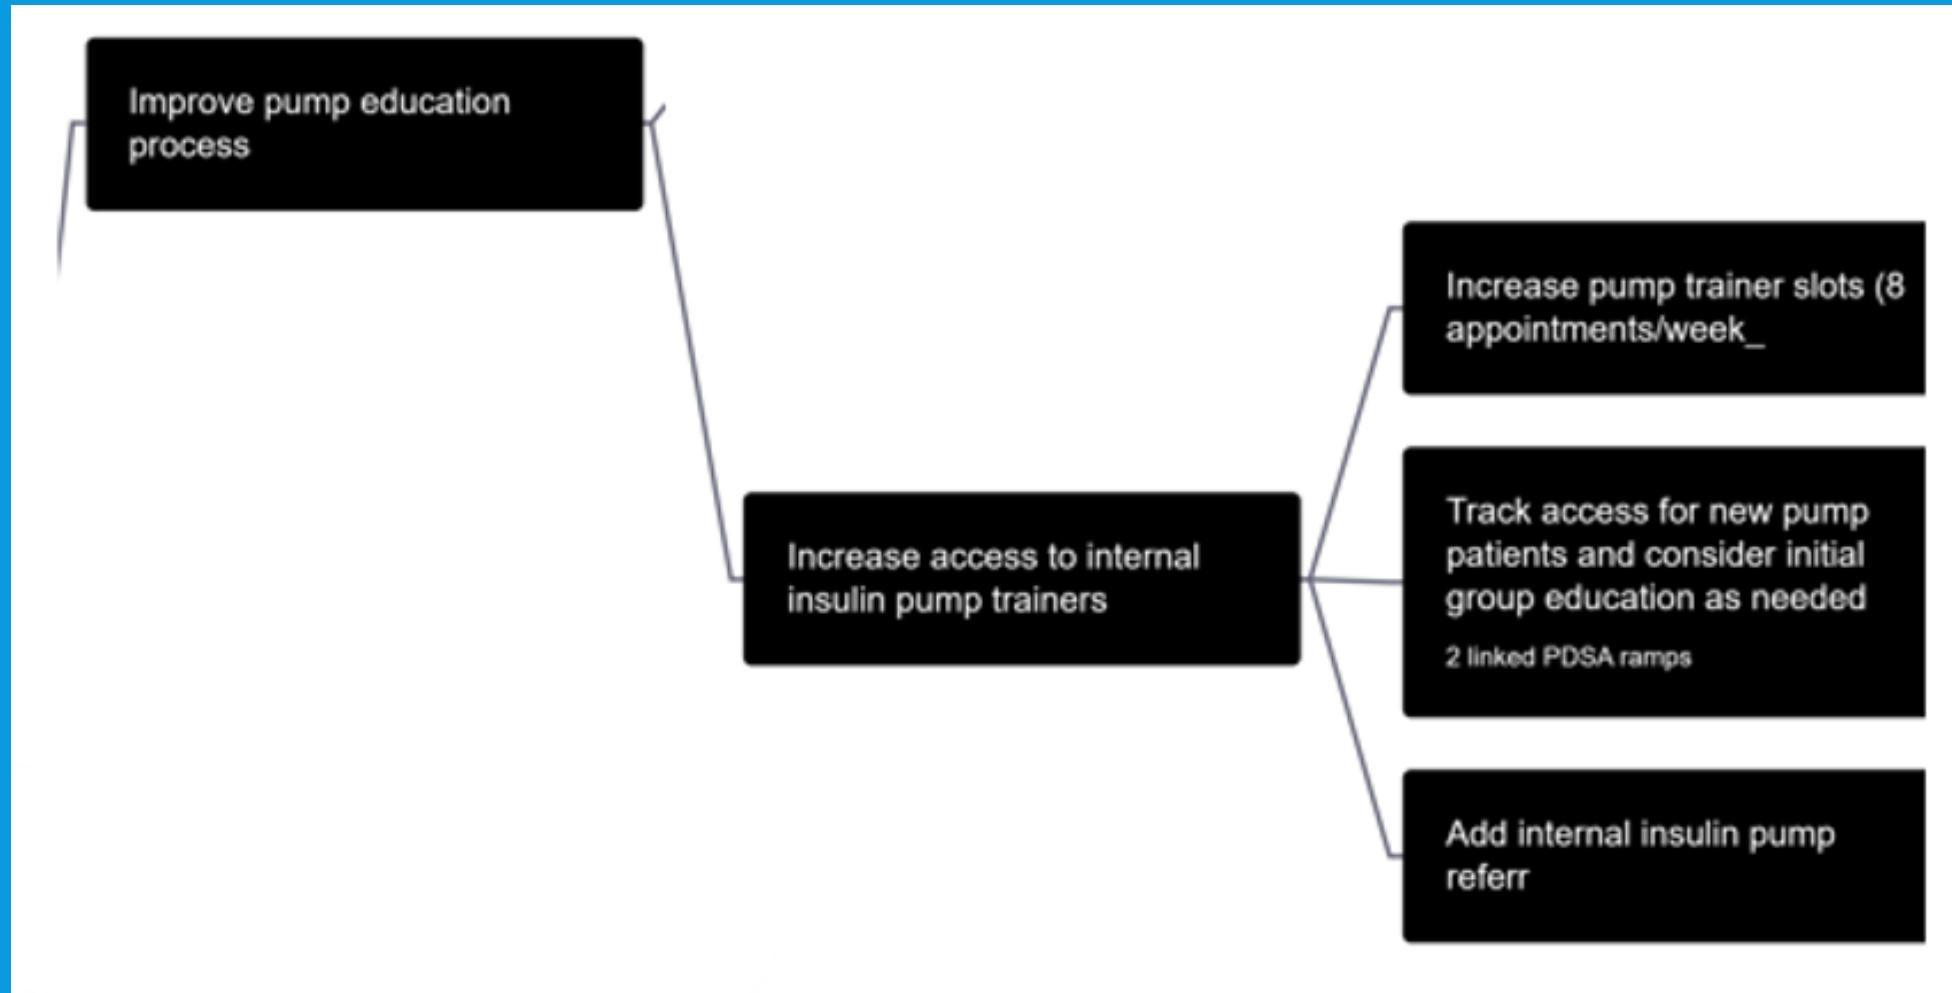 Improve pump education
process
Increase access to internal
insulin pump trainers
Increase pump trainer slots (8
appointments/week_
Track access for new pump
patients and consider initial
group education as needed
2 linked PDSA ramps
Add internal insulin pump
referr